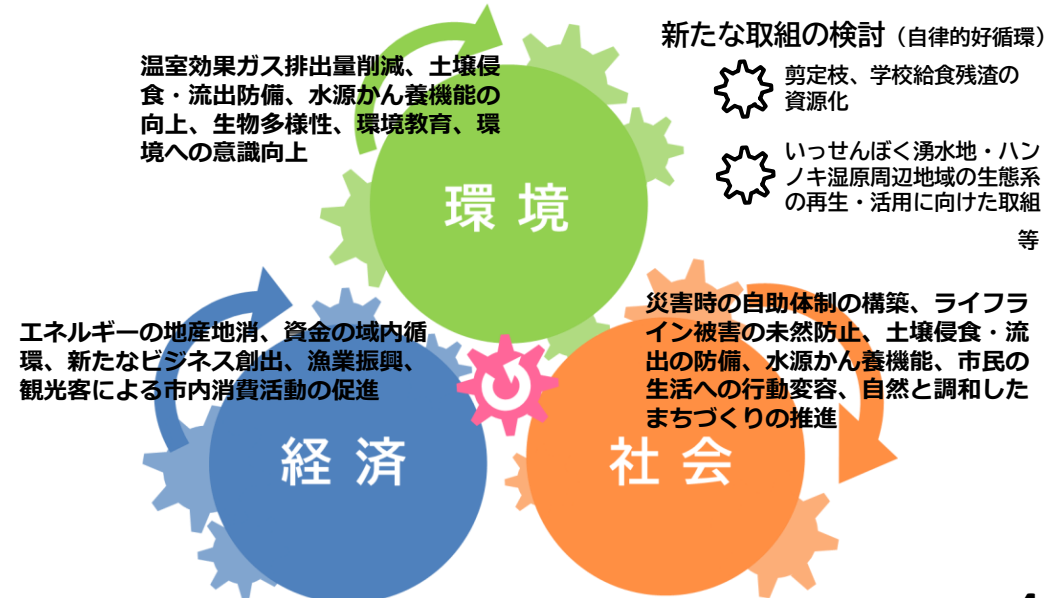 新たな取組の検討（自律的好循環）
剪定枝、学校給食残渣の
資源化
いっせんぼく湧水地・ハン
ノキ湿原周辺地域の生態系
の再生・活用に向けた取組
等
温室効果ガス排出量削減、土壌侵
食・流出防備、水源かん養機能の
向上、生物多様性、環境教育、環
境への意識向上
環 境
エネルギーの地産地消、資金の域内循
環、新たなビジネス創出、漁業振興、
観光客による市内消費活動の促進
経 済
災害時の自助体制の構築、ライフラ
イン被害の未然防止、土壌侵食・流
出の防備、水源かん養機能、市民の
生活への行動変容、自然と調和した
まちづくりの推進
社 会